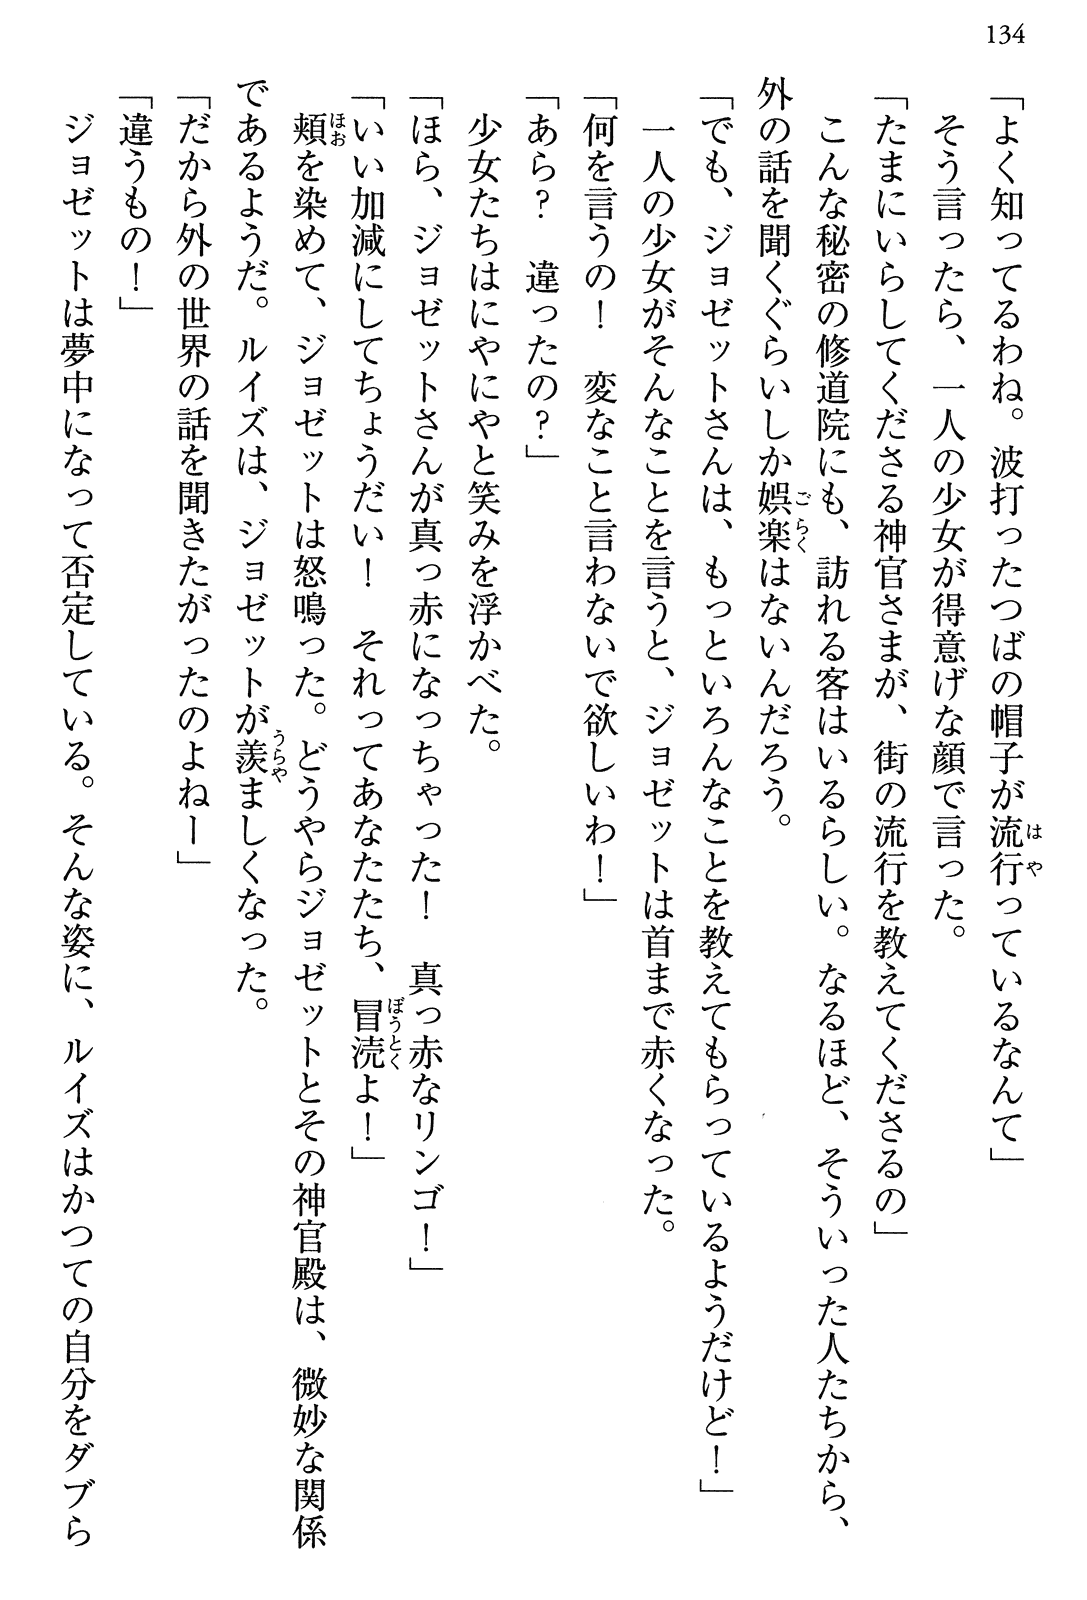 134
「よく知ってるわね。波打ったつばの帽子が流行っているなんて」
そう言ったら、一人の少女が得意げな顔で言った。
「たまにいらしてくださる神官さまが、街の流行を教えてくださるの」
こんな秘密の修道院にも、訪れる客はいるらしい。なるほど、そういった人たちから、
外の話を聞くぐらいしか娯楽はないんだろう。
「でも、ジョゼットさんは、もっといろんなことを教えてもらっているようだけど！」
一人の少女がそんなことを言うと、ジョゼットは首まで赤くなった。
「何を言うの！　変なこと言わないで欲しいわ！」
「あら？　違ったの？」
少女たちはにやにやと笑みを浮かべた。
「ほら、ジョゼットさんが真っ赤になっちゃった！　真っ赤なリンゴ！」
「いい加減にしてちょうだい！　それってあなたたち、冒涜よ！」
頬を染めて、ジョゼットは怒鳴った。どうやらジョゼットとその神官殿は、微妙な関係
であるようだ。ルイズは、ジョゼットが羨ましくなった。
「だから外の世界の話を聞きたがったのよねー」
「違うもの！」
ジョゼットは夢中になって否定している。そんな姿に、ルイズはかつての自分をダブら